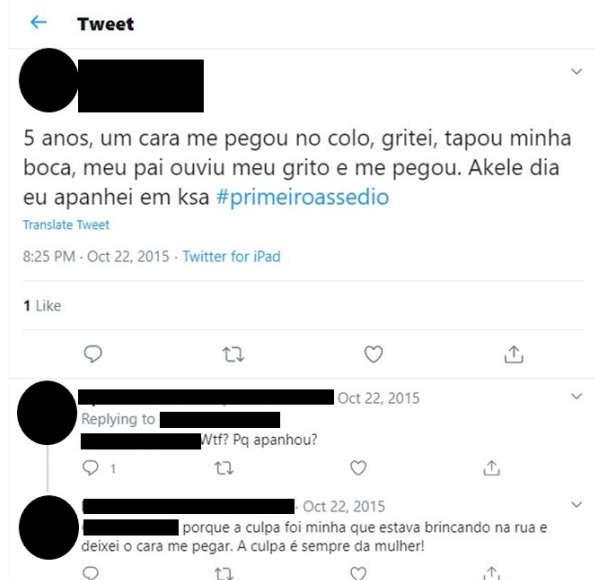 Tweet
5 anos, um cara me pegou no colo, gritei, tapou minha
boca, meu pai ouviu meu grito e me pegou. Akele dia
eu apanhei em ksa #primeiroassedio
Translate Tweet
8:25 PM · Oct 22, 2015 · Twitter for iPad
1 Like
Oct 22, 2015
Replying to
Wtf? Pq apanhou?
1
· Oct 22, 2015
porque a culpa foi minha que estava brincando na rua e
deixei o cara me pegar. A culpa é sempre da mulher!